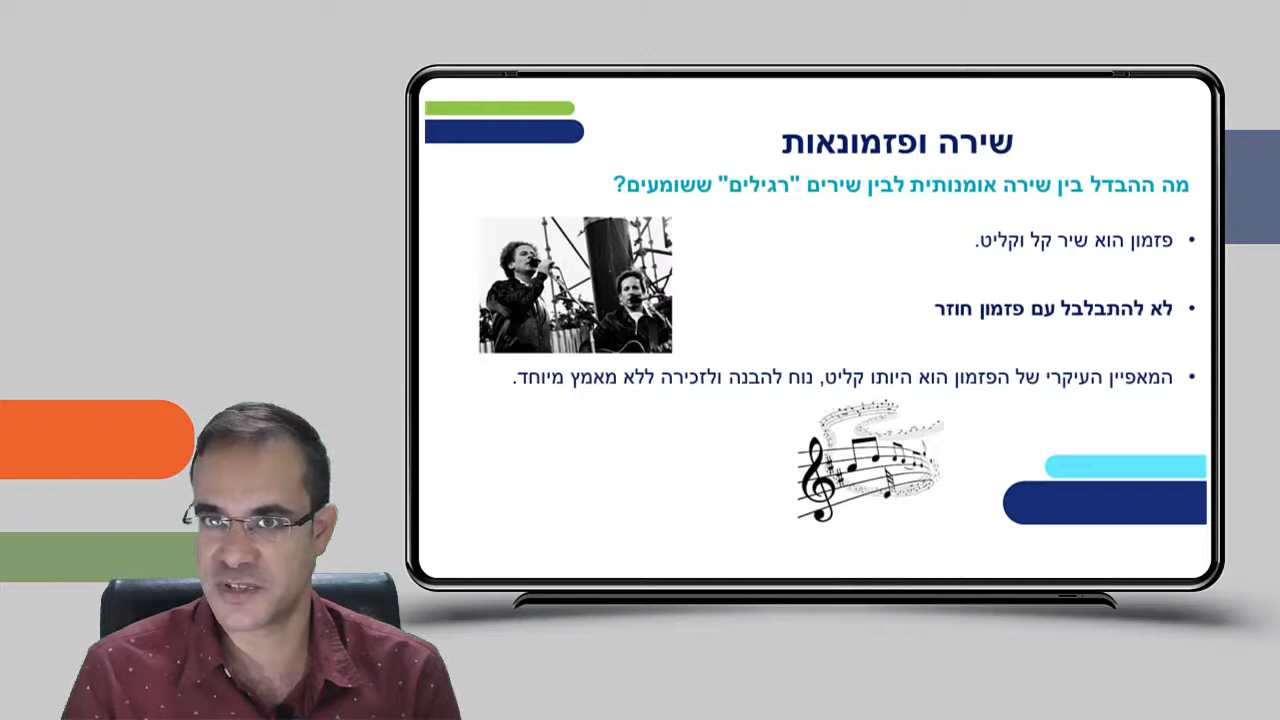 שירה ופזמונאות
מה ההבדל בין שירה אומנותית לבין שירים "רגילים" ששומעים?
• פזמון הוא שיר קל וקליט.
• לא להתבלבל עם פזמון חוזר
• המאפיין העיקרי של הפזמון הוא היותו קליט, נוח להבנה ולזכירה ללא מאמץ מיוחד.